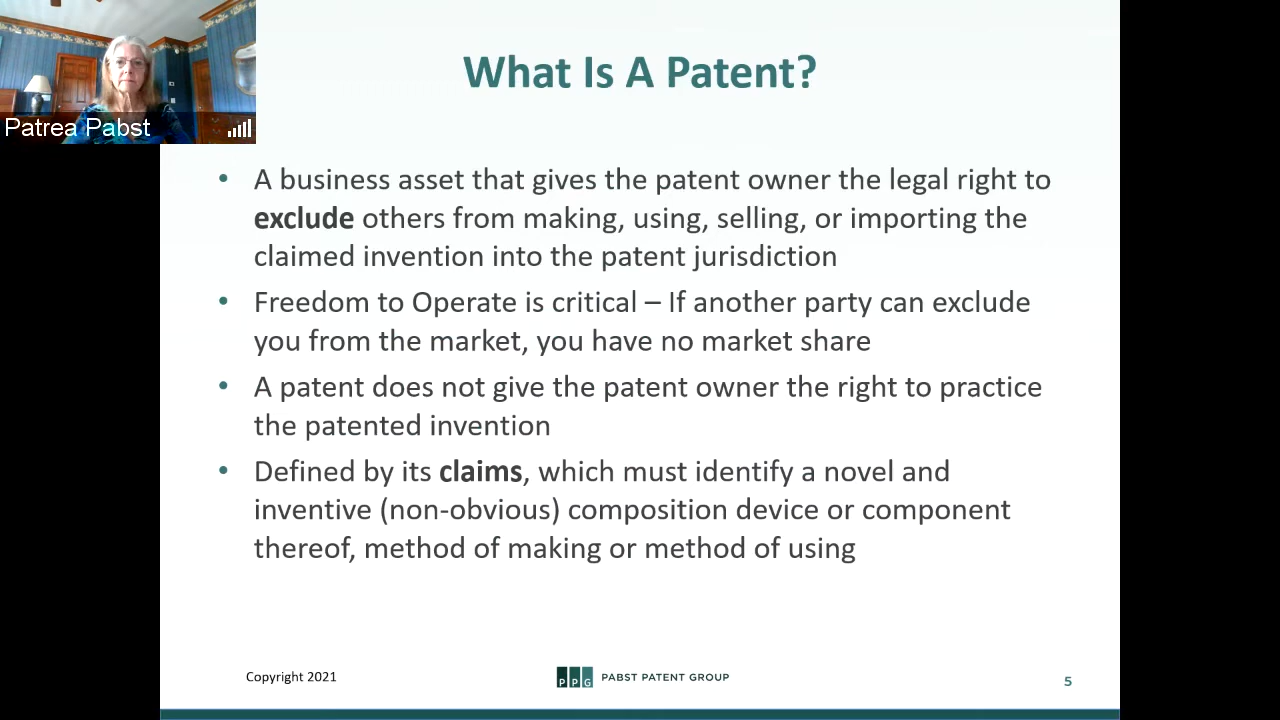 What Is A Patent?
Patrea Pabst
• A business asset that gives the patent owner the legal right to
exclude others from making, using, selling, or importing the
claimed invention into the patent jurisdiction
• Freedom to Operate is critical – If another party can exclude
you from the market, you have no market share
• A patent does not give the patent owner the right to practice
the patented invention
• Defined by its claims, which must identify a novel and
inventive (non-obvious) composition device or component
thereof, method of making or method of using
Copyright 2021
PPG PABST PATENT GROUP
5